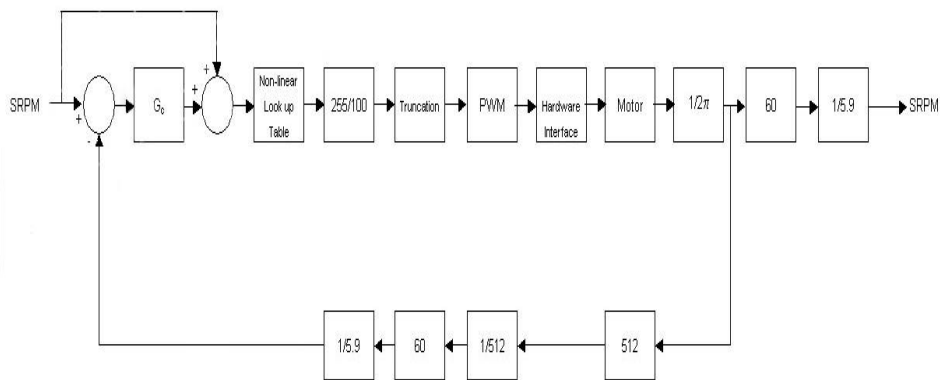 SRPM
+
-
G_c
+
+
Non-linear
Look up
Table
255/100
Truncation
PWM
Hardware
Interface
Motor
1/2π
60
1/5.9
SRPM
1/5.9
60
1/512
512